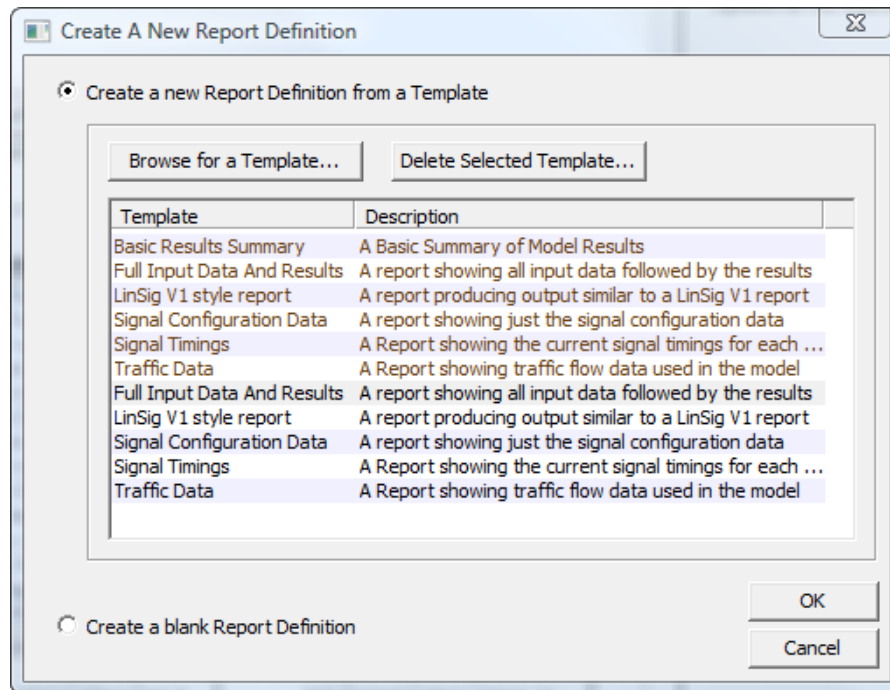 Create A New Report Definition
Create a new Report Definition from a Template
Browse for a Template... Delete Selected Template...
Template Description
Basic Results Summary A Basic Summary of Model Results
Full Input Data And Results A report showing all input data followed by the results
LinSig V1 style report A report producing output similar to a LinSig V1 report
Signal Configuration Data A report showing just the signal configuration data
Signal Timings A Report showing the current signal timings for each ...
Traffic Data A Report showing traffic flow data used in the model
Full Input Data And Results A report showing all input data followed by the results
LinSig V1 style report A report producing output similar to a LinSig V1 report
Signal Configuration Data A report showing just the signal configuration data
Signal Timings A Report showing the current signal timings for each ...
Traffic Data A Report showing traffic flow data used in the model
OK
Create a blank Report Definition
Cancel